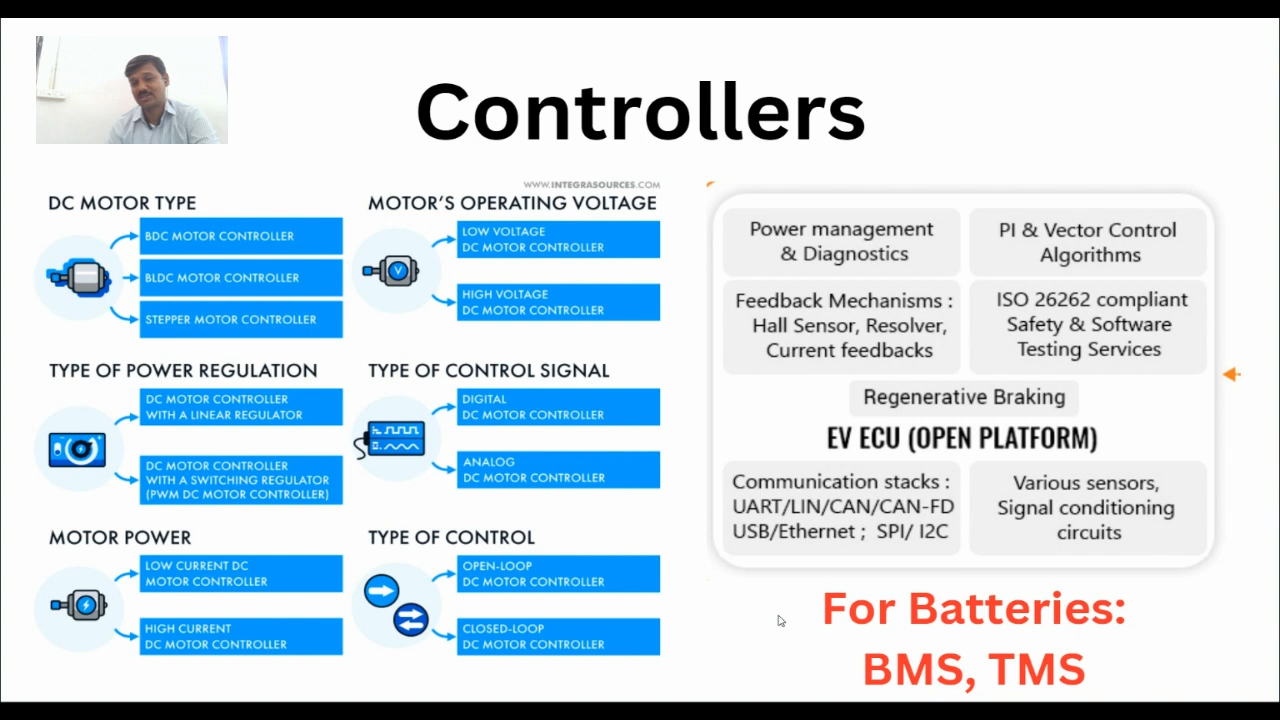 Controllers
WWW.INTEGRASOURCES.COM
DC MOTOR TYPE
BDC MOTOR CONTROLLER
BLDC MOTOR CONTROLLER
STEPPER MOTOR CONTROLLER
MOTOR'S OPERATING VOLTAGE
LOW VOLTAGE
DC MOTOR CONTROLLER
HIGH VOLTAGE
DC MOTOR CONTROLLER
TYPE OF POWER REGULATION
DC MOTOR CONTROLLER
WITH A LINEAR REGULATOR
DC MOTOR CONTROLLER
WITH A SWITCHING REGULATOR
(PWM DC MOTOR CONTROLLER)
TYPE OF CONTROL SIGNAL
DIGITAL
DC MOTOR CONTROLLER
ANALOG
DC MOTOR CONTROLLER
MOTOR POWER
LOW CURRENT DC
MOTOR CONTROLLER
HIGH CURRENT
DC MOTOR CONTROLLER
TYPE OF CONTROL
OPEN-LOOP
DC MOTOR CONTROLLER
CLOSED-LOOP
DC MOTOR CONTROLLER
V
Power management
& Diagnostics
PI & Vector Control
Algorithms
Feedback Mechanisms :
Hall Sensor, Resolver,
Current feedbacks
ISO 26262 compliant
Safety & Software
Testing Services
Regenerative Braking
EV ECU (OPEN PLATFORM)
Communication stacks :
UART/LIN/CAN/CAN-FD
USB/Ethernet ; SPI/ I2C
Various sensors,
Signal conditioning
circuits
For Batteries:
BMS, TMS